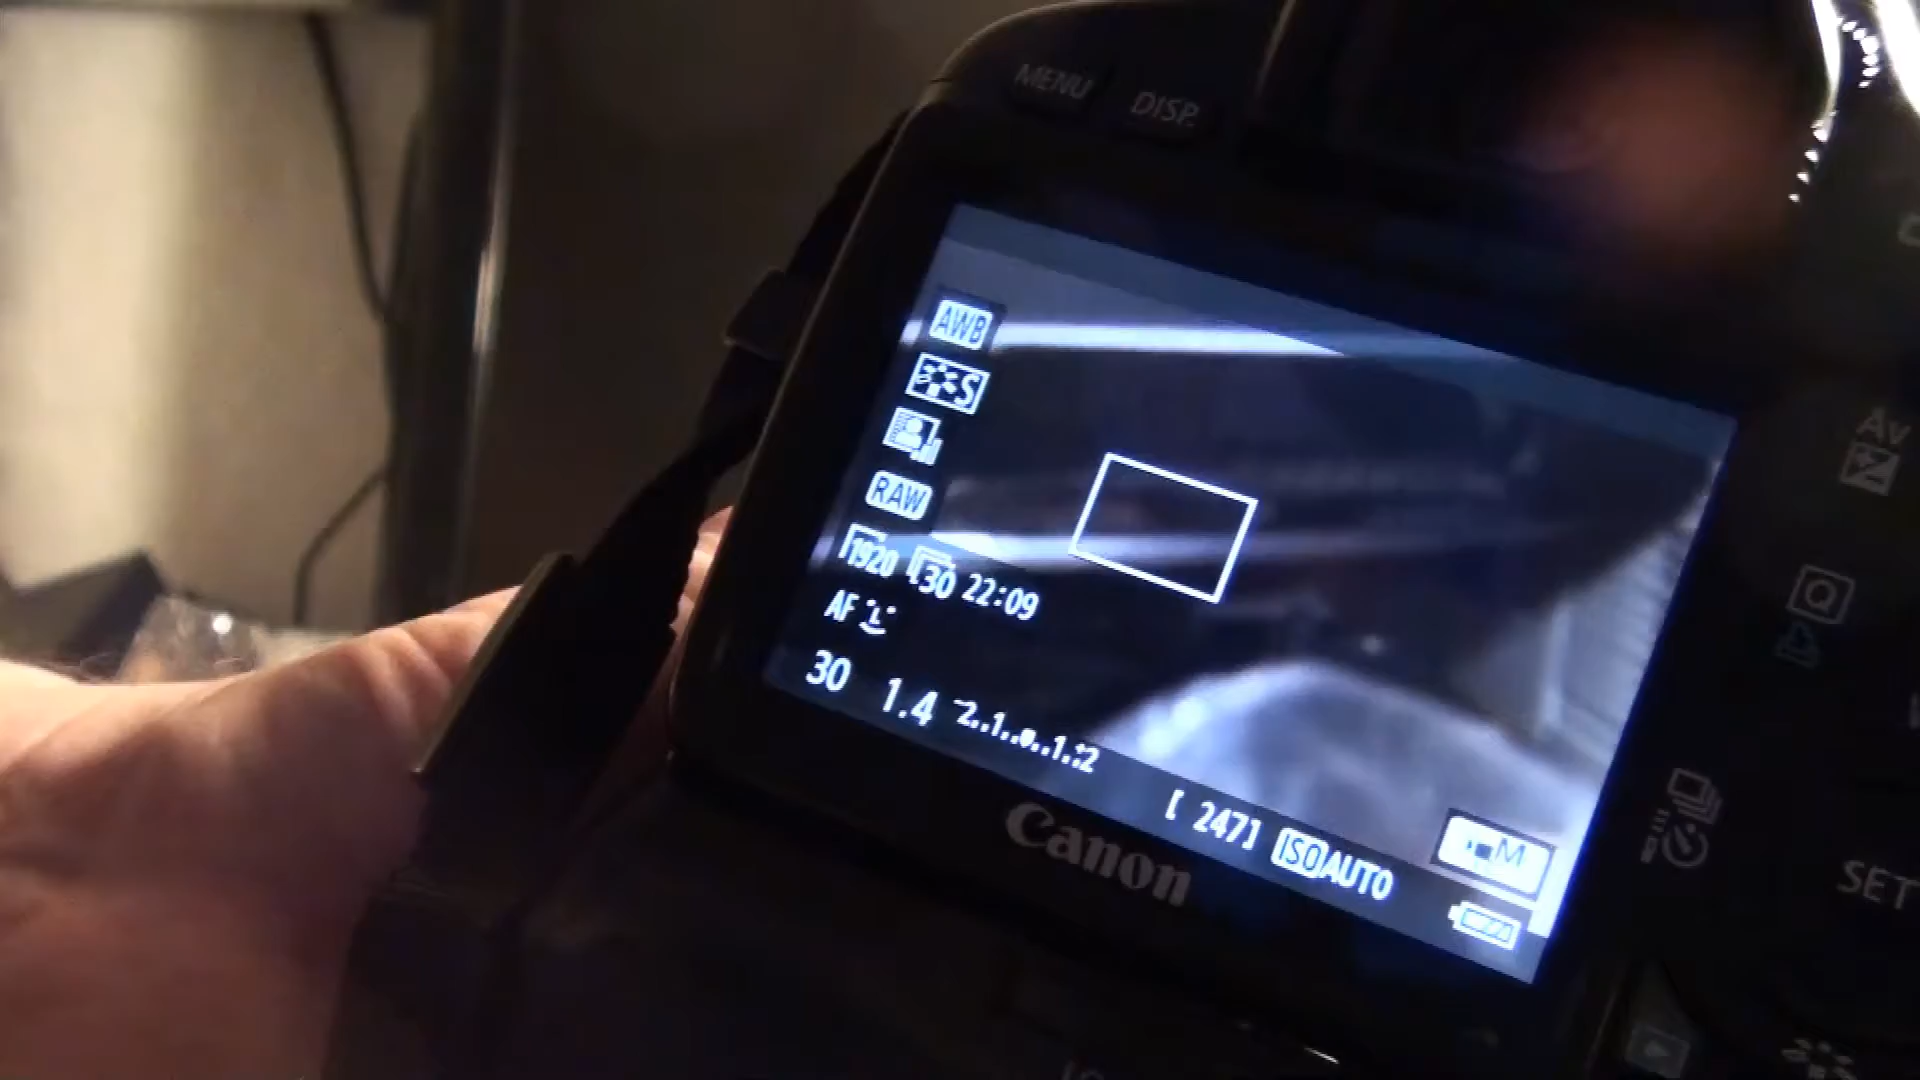 MENU DISP.
AWB
S
RAW
1920 30 22:09
AF
30 1.4 -2..1..0..1.:+2
[ 247] ISO AUTO
M
Canon
Av
Q
SET